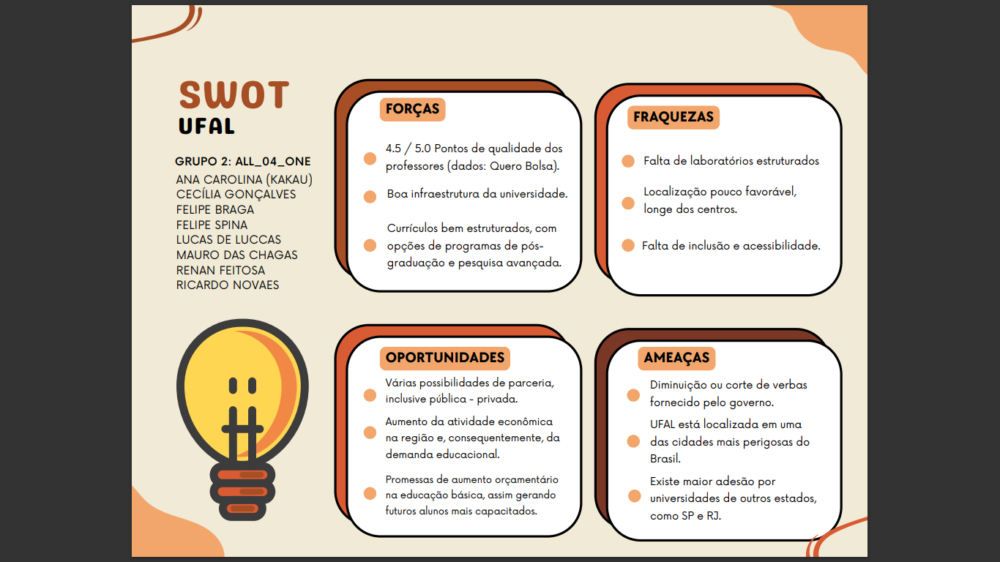 SWOT
UFAL
GRUPO 2: ALL_04_ONE
ANA CAROLINA (KAKAU)
CECÍLIA GONÇALVES
FELIPE BRAGA
FELIPE SPINA
LUCAS DE LUCCAS
MAURO DAS CHAGAS
RENAN FEITOSA
RICARDO NOVAES
FORÇAS
4.5 / 5.0 Pontos de qualidade dos
professores (dados: Quero Bolsa).
Boa infraestrutura da universidade.
Currículos bem estruturados, com
opções de programas de pós-
graduação e pesquisa avançada.
FRAQUEZAS
Falta de laboratórios estruturados
Localização pouco favorável,
longe dos centros.
Falta de inclusão e acessibilidade.
OPORTUNIDADES
Várias possibilidades de parceria,
inclusive pública - privada.
Aumento da atividade econômica
na região e, consequentemente, da
demanda educacional.
Promessas de aumento orçamentário
na educação básica, assim gerando
futuros alunos mais capacitados.
AMEAÇAS
Diminuição ou corte de verbas
fornecido pelo governo.
UFAL está localizada em uma
das cidades mais perigosas do
Brasil.
Existe maior adesão por
universidades de outros estados,
como SP e RJ.